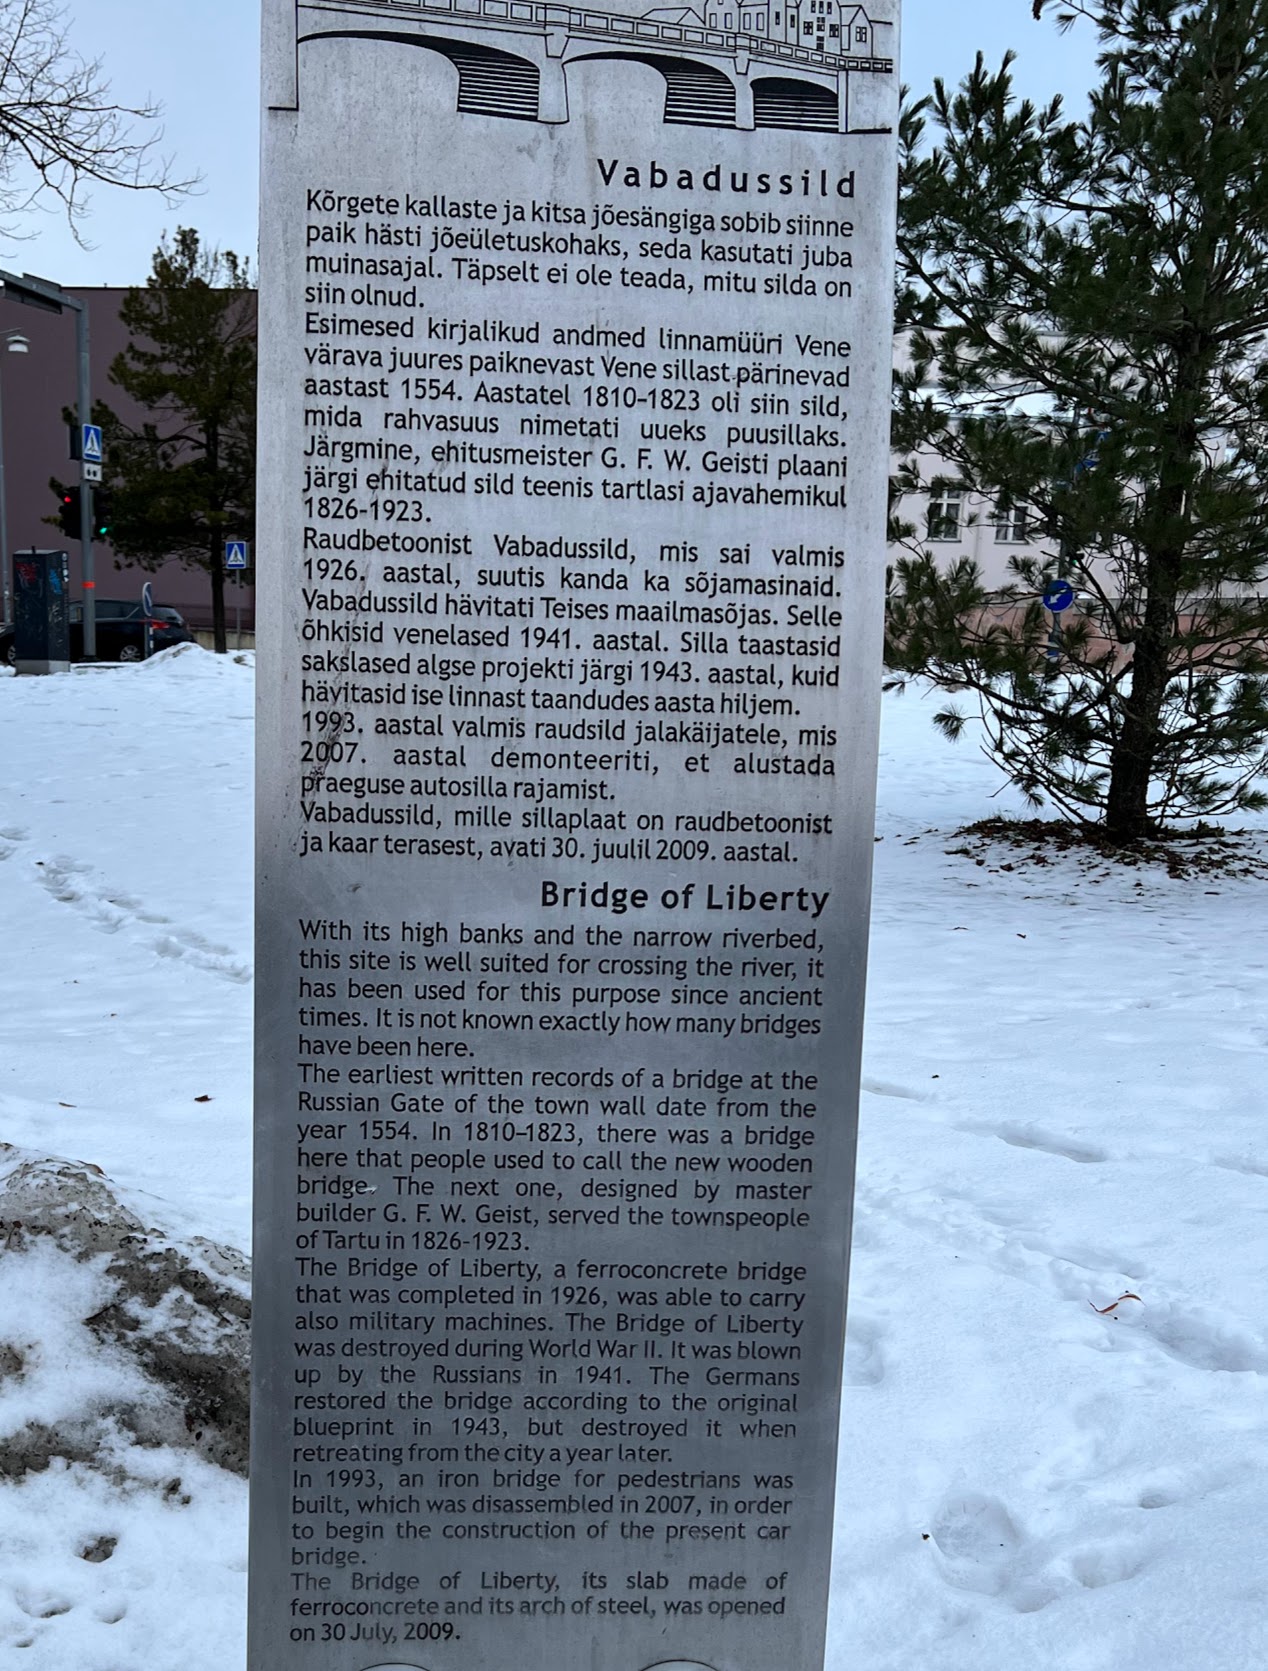 Vabadussild
Kõrgete kallaste ja kitsa jõesängiga sobib siinne
paik hästi jõeületuskohaks, seda kasutati juba
muinasajal. Täpselt ei ole teada, mitu silda on
siin olnud.
Esimesed kirjalikud andmed linnamüüri Vene
värava juures paiknevast Vene sillast pärinevad
aastast 1554. Aastatel 1810-1823 oli siin sild,
mida rahvasuus nimetati uueks puusillaks.
Järgmine, ehitusmeister G. F. W. Geisti plaani
järgi ehitatud sild teenis tartlasi ajavahemikul
1826-1923.
Raudbetoonist Vabadussild, mis sai valmis
1926. aastal, suutis kanda ka sõjamasinaid.
Vabadussild hävitati Teises maailmasõjas. Selle
õhkisid venelased 1941. aastal. Silla taastasid
sakslased algse projekti järgi 1943. aastal, kuid
hävitasid ise linnast taandudes aasta hiljem.
1993. aastal valmis raudsild jalakäijatele, mis
2007. aastal demonteeriti, et alustada
praeguse autosilla rajamist.
Vabadussild, mille sillaplaat on raudbetoonist
ja kaar terasest, avati 30. juulil 2009. aastal.
Bridge of Liberty
With its high banks and the narrow riverbed,
this site is well suited for crossing the river, it
has been used for this purpose since ancient
times. It is not known exactly how many bridges
have been here.
The earliest written records of a bridge at the
Russian Gate of the town wall date from the
year 1554. In 1810–1823, there was a bridge
here that people used to call the new wooden
bridge. The next one, designed by master
builder G. F. W. Geist, served the townspeople
of Tartu in 1826-1923.
The Bridge of Liberty, a ferroconcrete bridge
that was completed in 1926, was able to carry
also military machines. The Bridge of Liberty
was destroyed during World War II. It was blown
up by the Russians in 1941. The Germans
restored the bridge according to the original
blueprint in 1943, but destroyed it when
retreating from the city a year later.
In 1993, an iron bridge for pedestrians was
built, which was disassembled in 2007, in order
to begin the construction of the present car
bridge.
The Bridge of Liberty, its slab made of
ferroconcrete and its arch of steel, was opened
on 30 July, 2009.